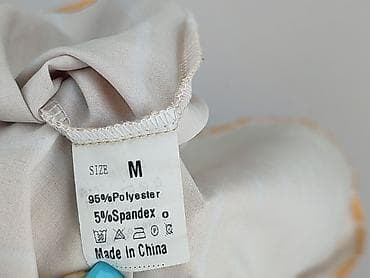 SIZE M
95%Polyester
5%Spandex
Made in China